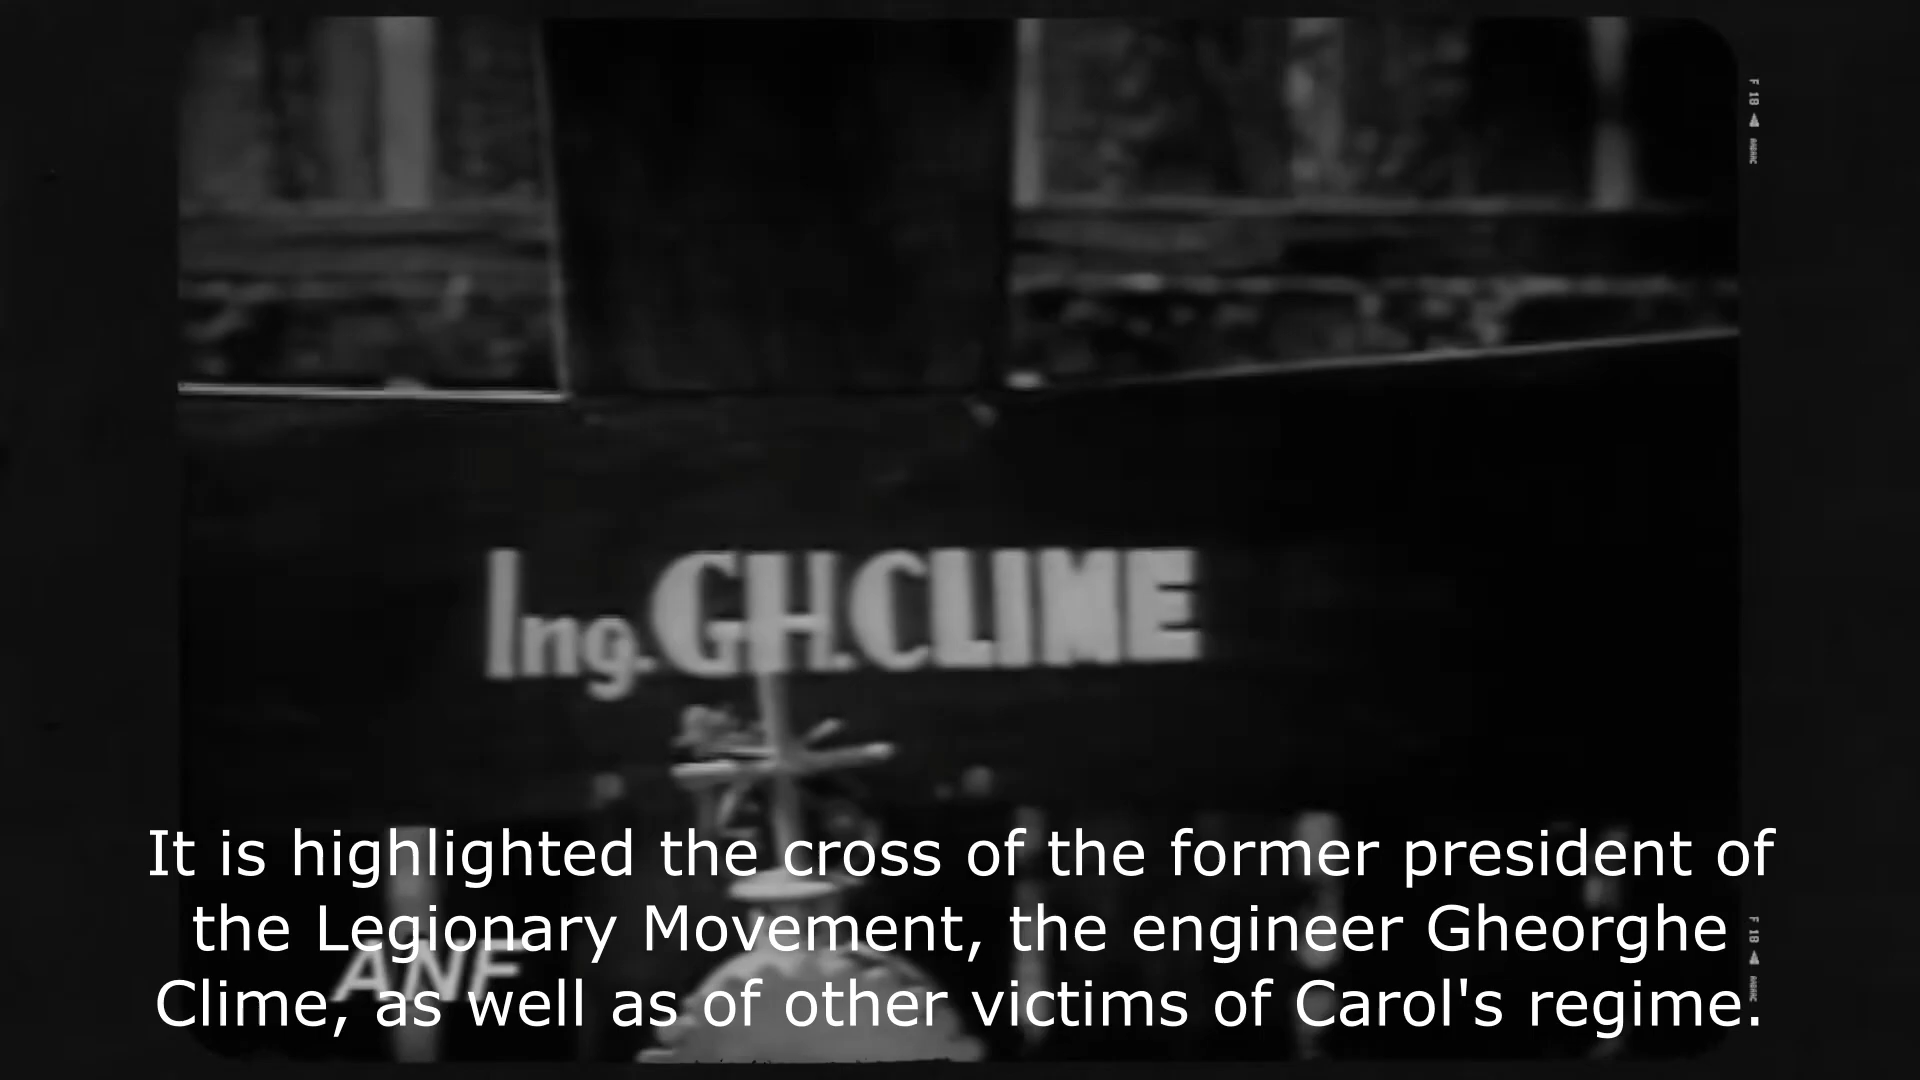 Ing. GH. CLIME
It is highlighted the cross of the former president of
the Legionary Movement, the engineer Gheorghe
ANF
Clime, as well as of other victims of Carol's regime.